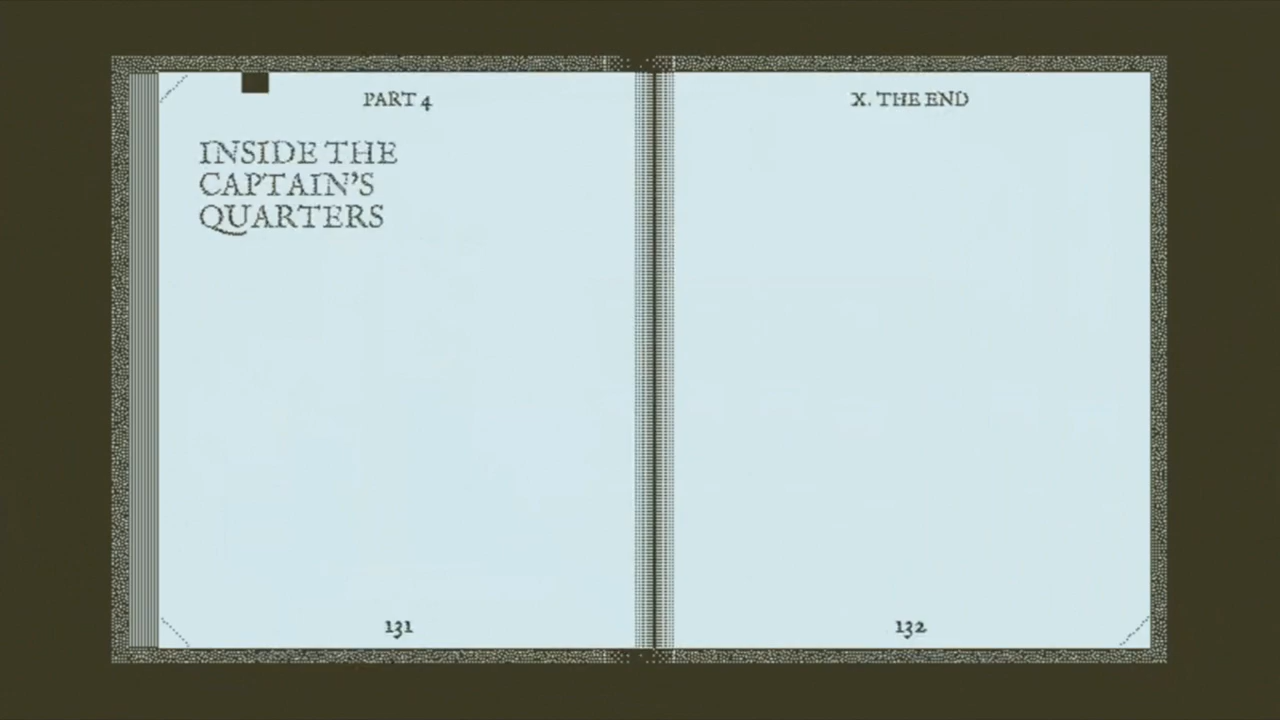 PART 4
INSIDE THE
CAPTAIN'S
QUARTERS
131
X. THE END
132